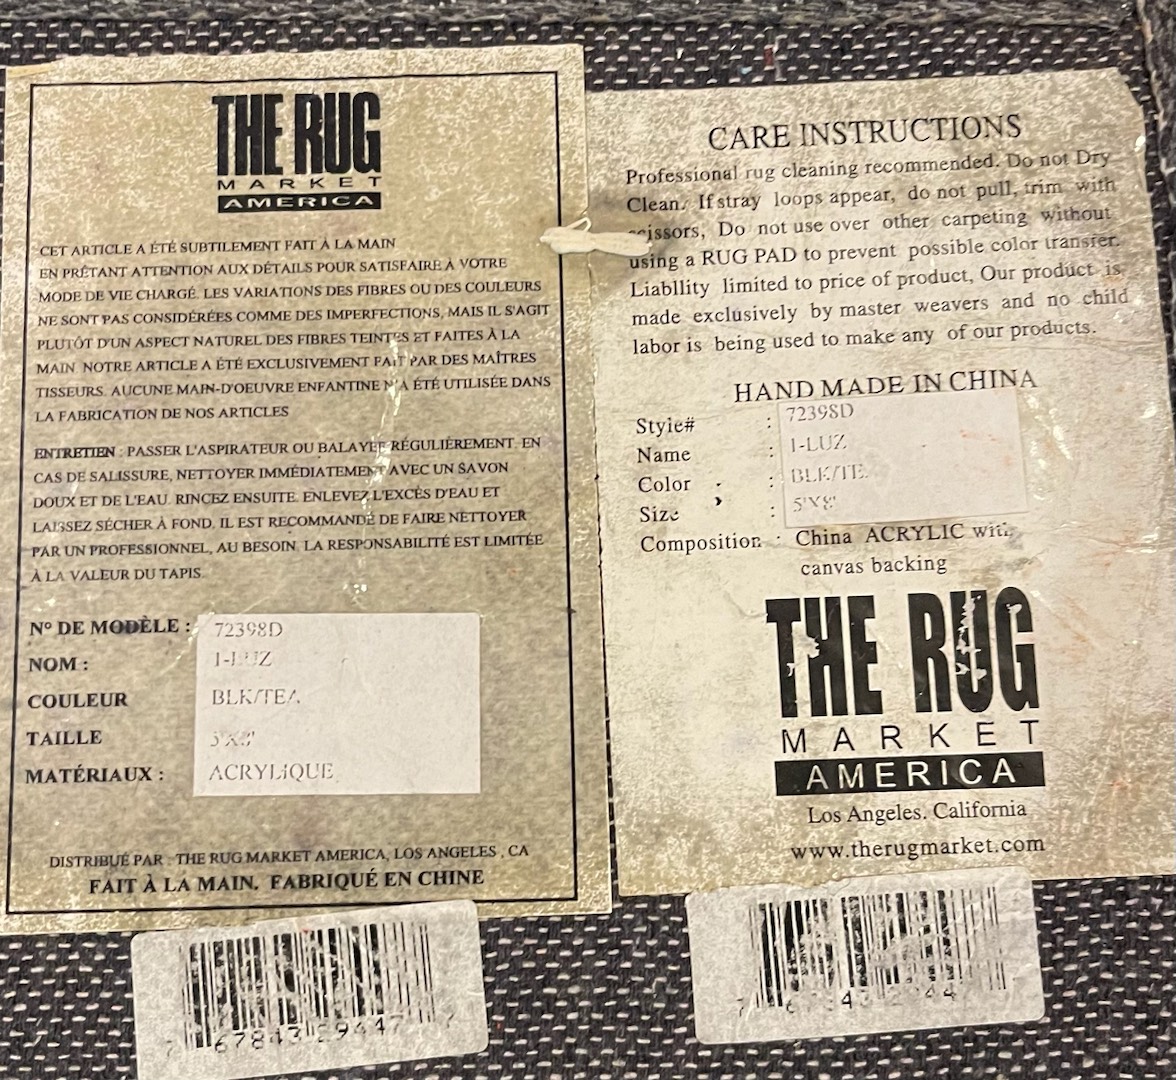 THE RUG
MARKET
AMERICA
CET ARTICLE A ÉTÉ SUBTILEMENT FAIT À LA MAIN
EN PRÊTANT ATTENTION AUX DÉTAILS POUR SATISFAIRE À VOTRE
MODE DE VIE CHARGÉ. LES VARIATIONS DES FIBRES OU DES COULEURS
NE SONT PAS CONSIDÉRÉES COMME DES IMPERFECTIONS, MAIS IL S'AGIT
PLUTÔT D'UN ASPECT NATUREL DES FIBRES TEINTES ET FAITES À LA
MAIN NOTRE ARTICLE A ÉTÉ EXCLUSIVEMENT FAIT PAR DES MAÎTRES
TISSEURS. AUCUNE MAIN-D'OEUVRE ENFANTINE N'A ÉTÉ UTILISÉE DANS
LA FABRICATION DE NOS ARTICLES
ENTRETIEN : PASSER L'ASPIRATEUR OU BALAYER RÉGULIÈREMENT. EN
CAS DE SALISSURE, NETTOYER IMMÉDIATEMENT AVEC UN SAVON
DOUX ET DE L'EAU. RINCEZ ENSUITE. ENLEVEZ L'EXCÈS D'EAU ET
LAISSEZ SÉCHER À FOND. IL EST RECOMMANDÉ DE FAIRE NETTOYER
PAR UN PROFESSIONNEL, AU BESOIN. LA RESPONSABILITÉ EST LIMITÉE
À LA VALEUR DU TAPIS.
Nº DE MODÈLE : 72398D
NOM : I-LUZ
COULEUR BLK/TEA
TAILLE 5'X8'
MATÉRIAUX : ACRYLIQUE
DISTRIBUÉ PAR : THE RUG MARKET AMERICA, LOS ANGELES , CA
FAIT À LA MAIN. FABRIQUÉ EN CHINE
CARE INSTRUCTIONS
Professional rug cleaning recommended. Do not Dry
Clean. If stray loops appear, do not pull, trim with
scissors, Do not use over other carpeting without
using a RUG PAD to prevent possible color transfer.
Liabllity limited to price of product, Our product is
made exclusively by master weavers and no child
labor is being used to make any of our products.
HAND MADE IN CHINA
Style# : 72398D
Name : I-LUZ
Color : BLK/TE
Size : 5'X8'
Composition : China ACRYLIC with
canvas backing
THE RUG
MARKET
AMERICA
Los Angeles. California
www.therugmarket.com